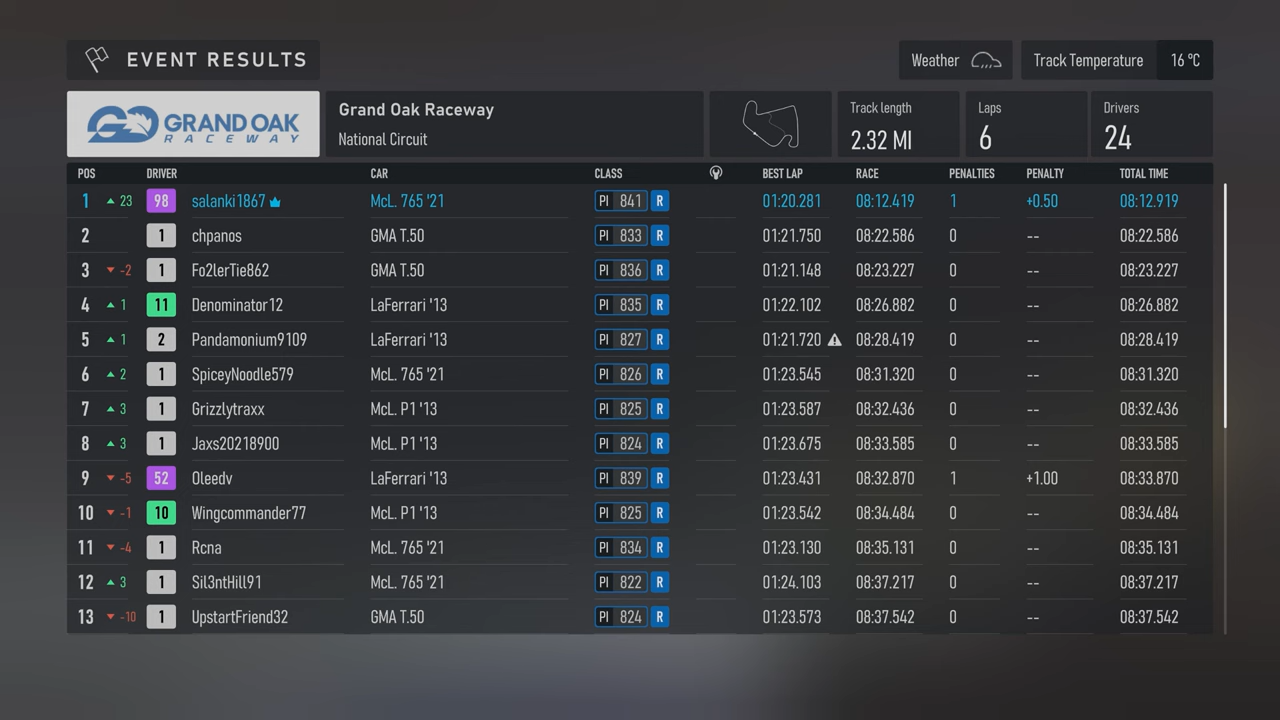 EVENT RESULTS Weather Track Temperature 16 ºC
GRAND OAK
RACEWAY
Grand Oak Raceway
National Circuit
Track length
2.32 MI
Laps
6
Drivers
24
POS DRIVER CAR CLASS BEST LAP RACE PENALTIES PENALTY TOTAL TIME
1 23 98 salanki1867 McL. 765 '21 PI 841 R 01:20.281 08:12.419 1 +0.50 08:12.919
2 1 chpanos GMA T.50 PI 833 R 01:21.750 08:22.586 0 -- 08:22.586
3 -2 1 Fo2lerTie862 GMA T.50 PI 836 R 01:21.148 08:23.227 0 -- 08:23.227
4 1 11 Denominator12 LaFerrari '13 PI 835 R 01:22.102 08:26.882 0 -- 08:26.882
5 1 2 Pandamonium9109 LaFerrari '13 PI 827 R 01:21.720 08:28.419 0 -- 08:28.419
6 2 1 SpiceyNoodle579 McL. 765 '21 PI 826 R 01:23.545 08:31.320 0 -- 08:31.320
7 3 1 Grizzlytraxx McL. P1 '13 PI 825 R 01:23.587 08:32.436 0 -- 08:32.436
8 3 1 Jaxs20218900 McL. P1 '13 PI 824 R 01:23.675 08:33.585 0 -- 08:33.585
9 -5 52 Oleedv LaFerrari '13 PI 839 R 01:23.431 08:32.870 1 +1.00 08:33.870
10 -1 10 Wingcommander77 McL. P1 '13 PI 825 R 01:23.542 08:34.484 0 -- 08:34.484
11 -4 1 Rcna McL. 765 '21 PI 834 R 01:23.130 08:35.131 0 -- 08:35.131
12 3 1 Sil3ntHill91 McL. 765 '21 PI 822 R 01:24.103 08:37.217 0 -- 08:37.217
13 -10 1 UpstartFriend32 GMA T.50 PI 824 R 01:23.573 08:37.542 0 -- 08:37.542